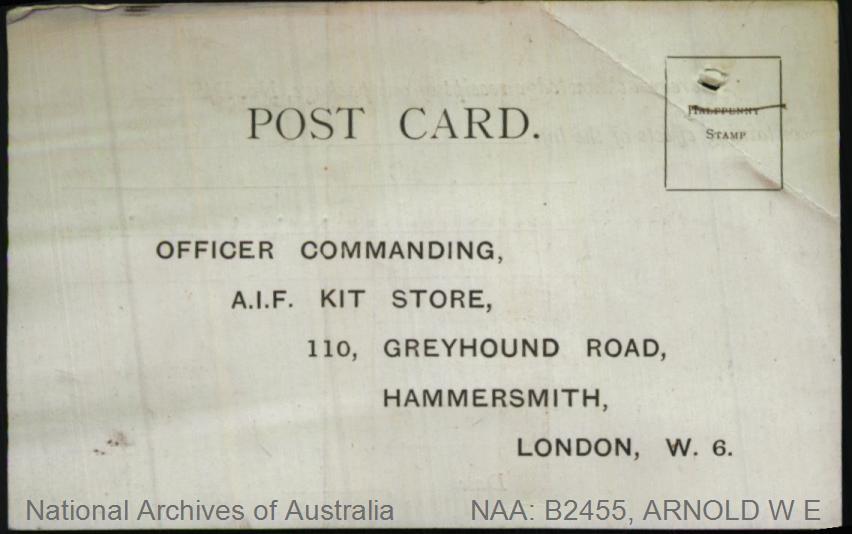 POST CARD.
HALFPENNY
STAMP
OFFICER COMMANDING,
A.I.F. KIT STORE,
110, GREYHOUND ROAD,
HAMMERSMITH,
LONDON, W. 6.
National Archives of Australia NAA: B2455, ARNOLD W E